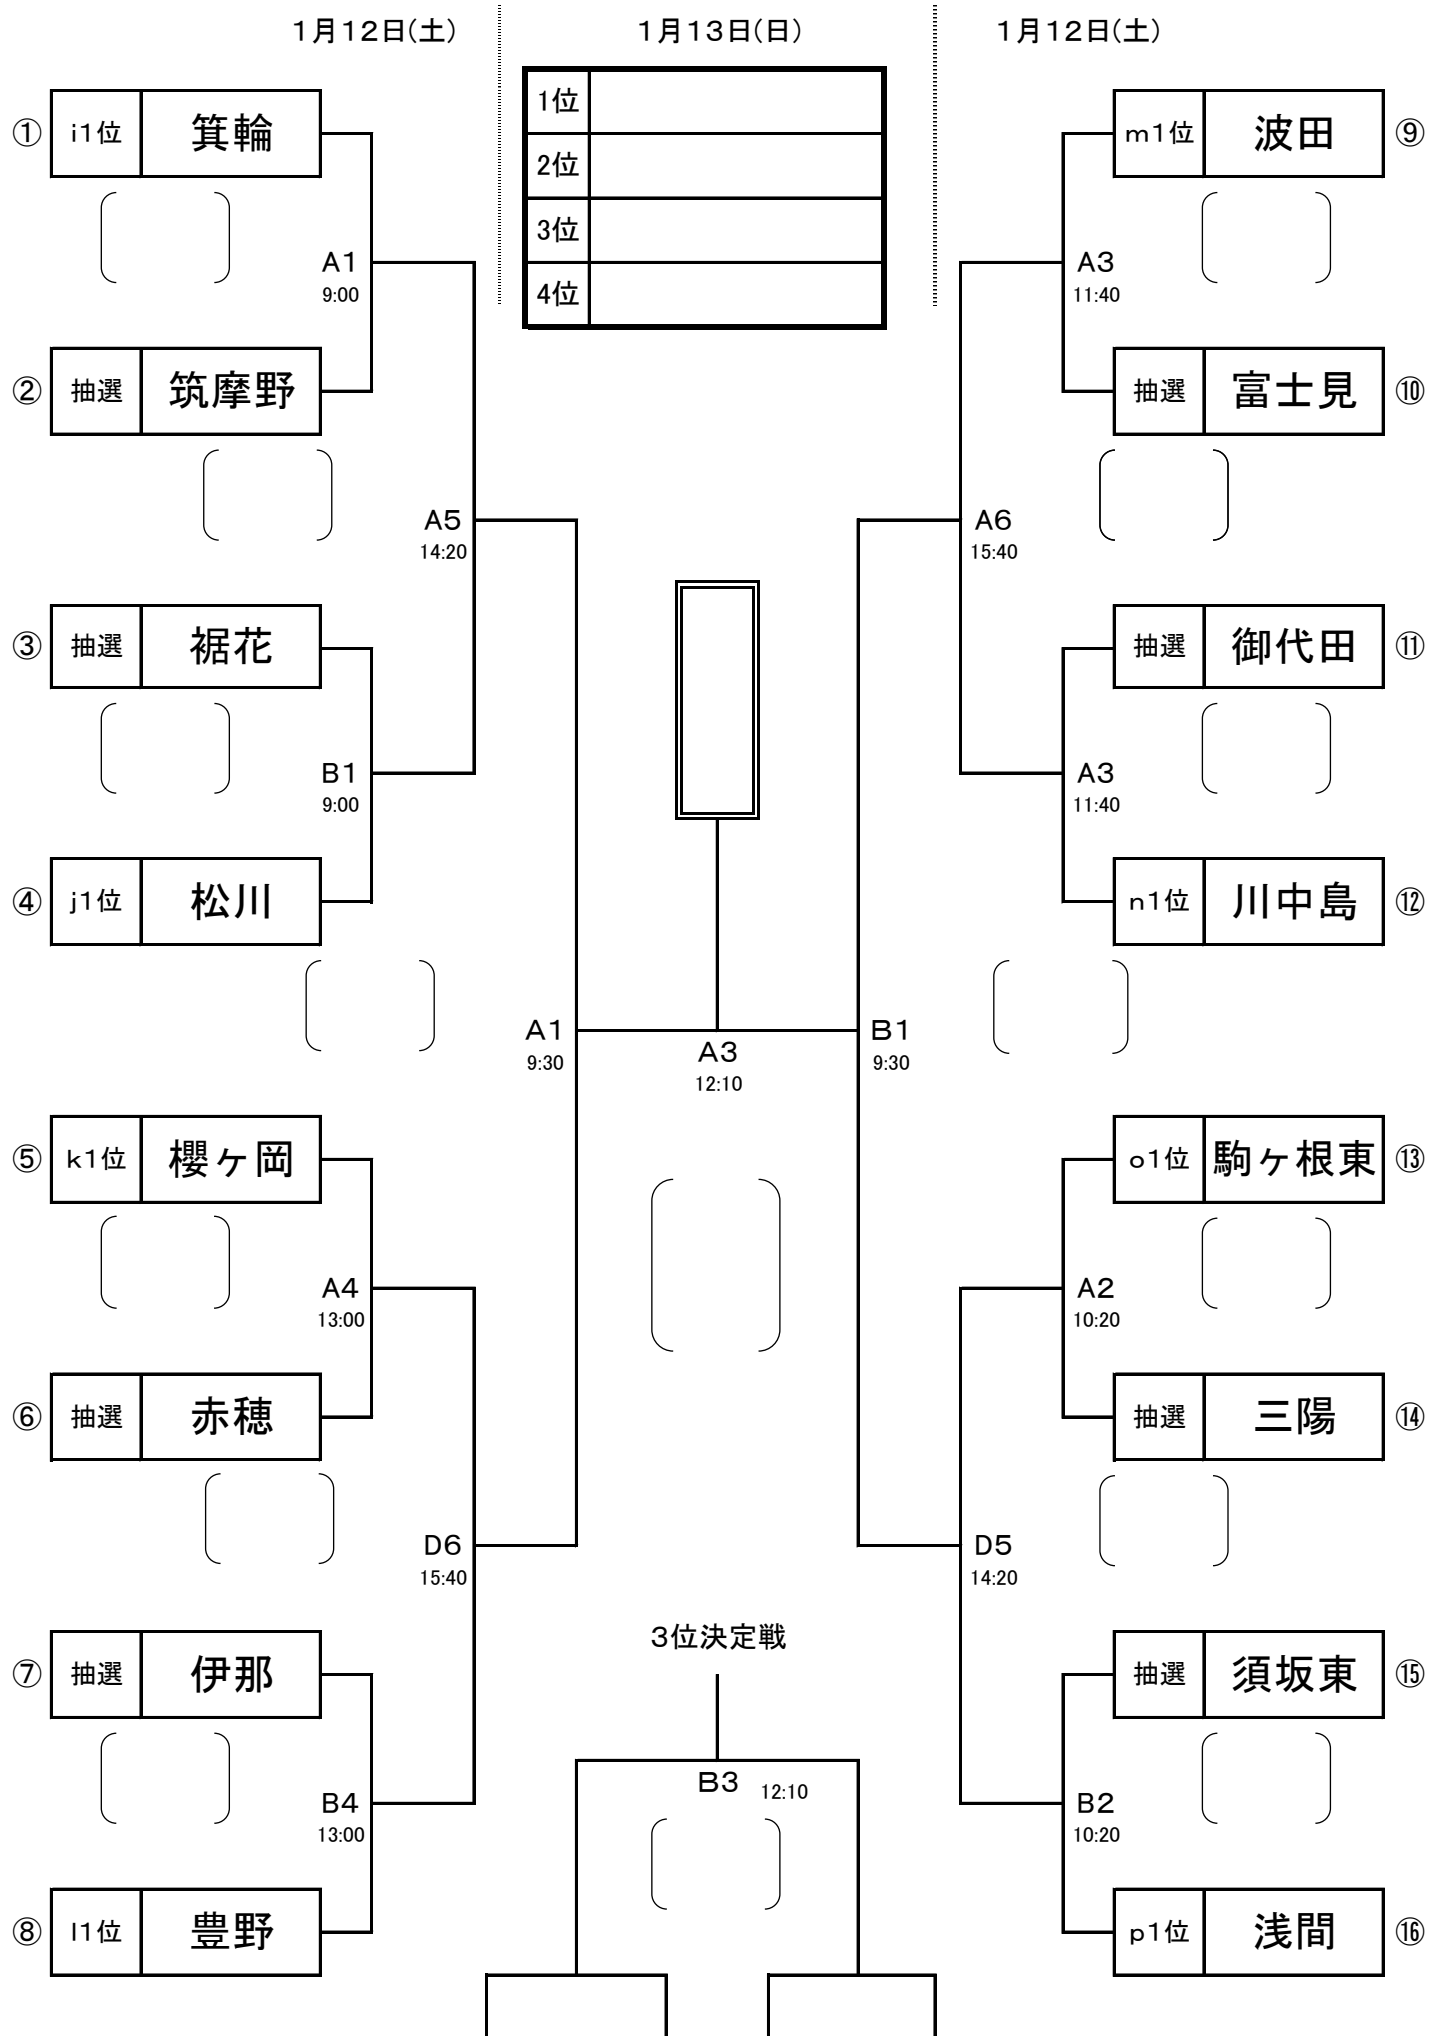 1月12日(土)
1月13日(日)
1月12日(土)
1位
2位
3位
4位
① i1位 箕輪
A1
9:00
② 抽選 筑摩野
A5
14:20
③ 抽選 裾花
B1
9:00
④ j1位 松川
A1
9:30
⑤ k1位 櫻ヶ岡
A4
13:00
⑥ 抽選 赤穂
D6
15:40
⑦ 抽選 伊那
B4
13:00
⑧ l1位 豊野
A3
12:10
3位決定戦
B3 12:10
m1位 波田 ⑨
A3
11:40
抽選 富士見 ⑩
A6
15:40
抽選 御代田 ⑪
A3
11:40
n1位 川中島 ⑫
B1
9:30
o1位 駒ヶ根東 ⑬
A2
10:20
抽選 三陽 ⑭
D5
14:20
抽選 須坂東 ⑮
B2
10:20
p1位 浅間 ⑯